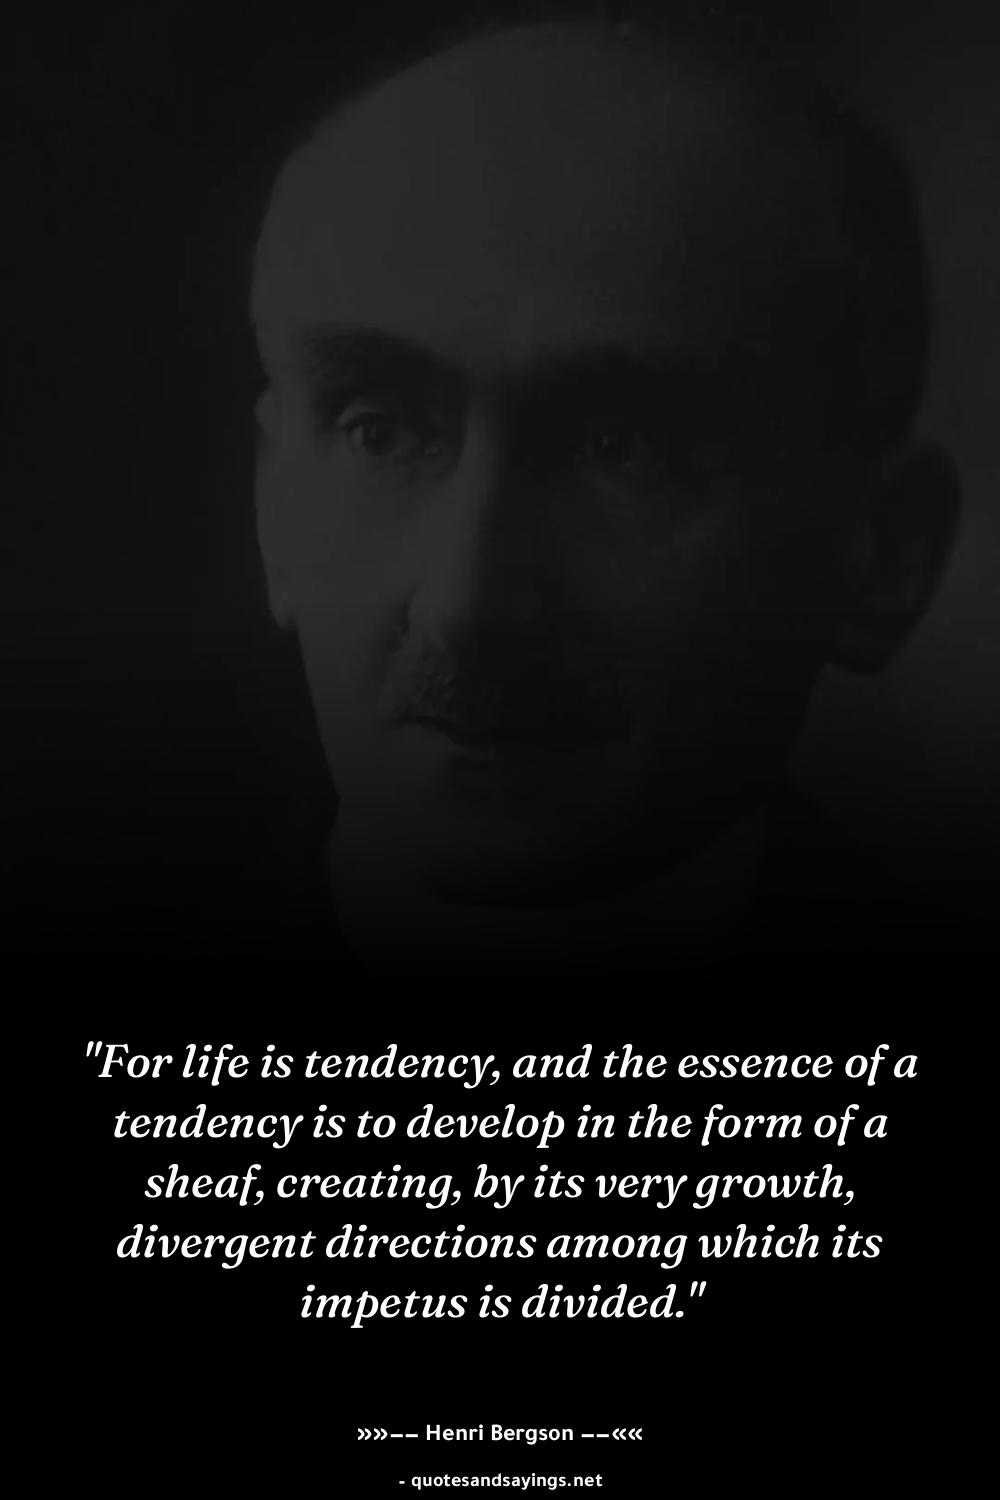 "For life is tendency, and the essence of a
tendency is to develop in the form of a
sheaf, creating, by its very growth,
divergent directions among which its
impetus is divided."
»»−− Henri Bergson −−««
- quotesandsayings.net